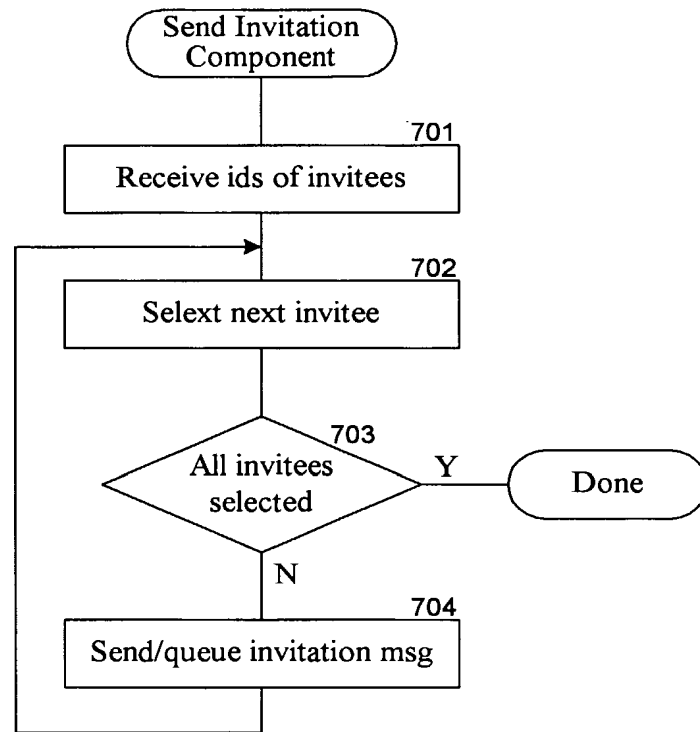 Send Invitation
Component
701
Receive ids of invitees
702
Selext next invitee
703
All invitees
selected
Y
Done
N
704
Send/queue invitation msg